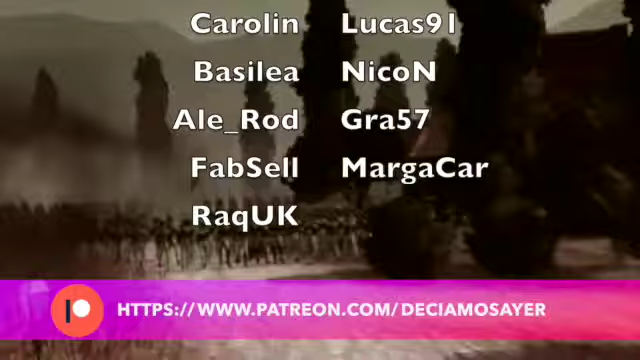 Carolin Lucas91
Basilea NicoN
Ale_Rod Gra57
FabSell MargaCar
RaqUK
HTTPS://WWW.PATREON.COM/DECIAMOSAYER